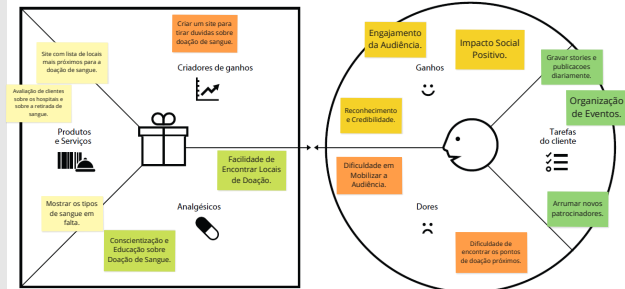 Criar um site para
tirar duvidas sobre
doação de sangue.
Site com lista de locais
mais próximos para a
doação de sangue.
Criadores de ganhos
Avaliação de clientes
sobre os hospitais e
sobre a retirada de
sangue.
Produtos
e Serviços
Facilidade de
Encontrar Locais
de Doação.
Mostrar os tipos
de sangue em
falta.
Analgésicos
Conscientização e
Educação sobre
Doação de Sangue.
Engajamento
da Audiência.
Impacto Social
Positivo.
Ganhos
Gravar stories e
publicacoes
diariamente.
Reconhecimento
e Credibilidade.
Organização
de Eventos.
Tarefas
do cliente
Dificuldade em
Mobilizar a
Audiência.
Dores
Arrumar novos
patrocinadores.
Dificuldade de
encontrar os pontos
de doação próximos.